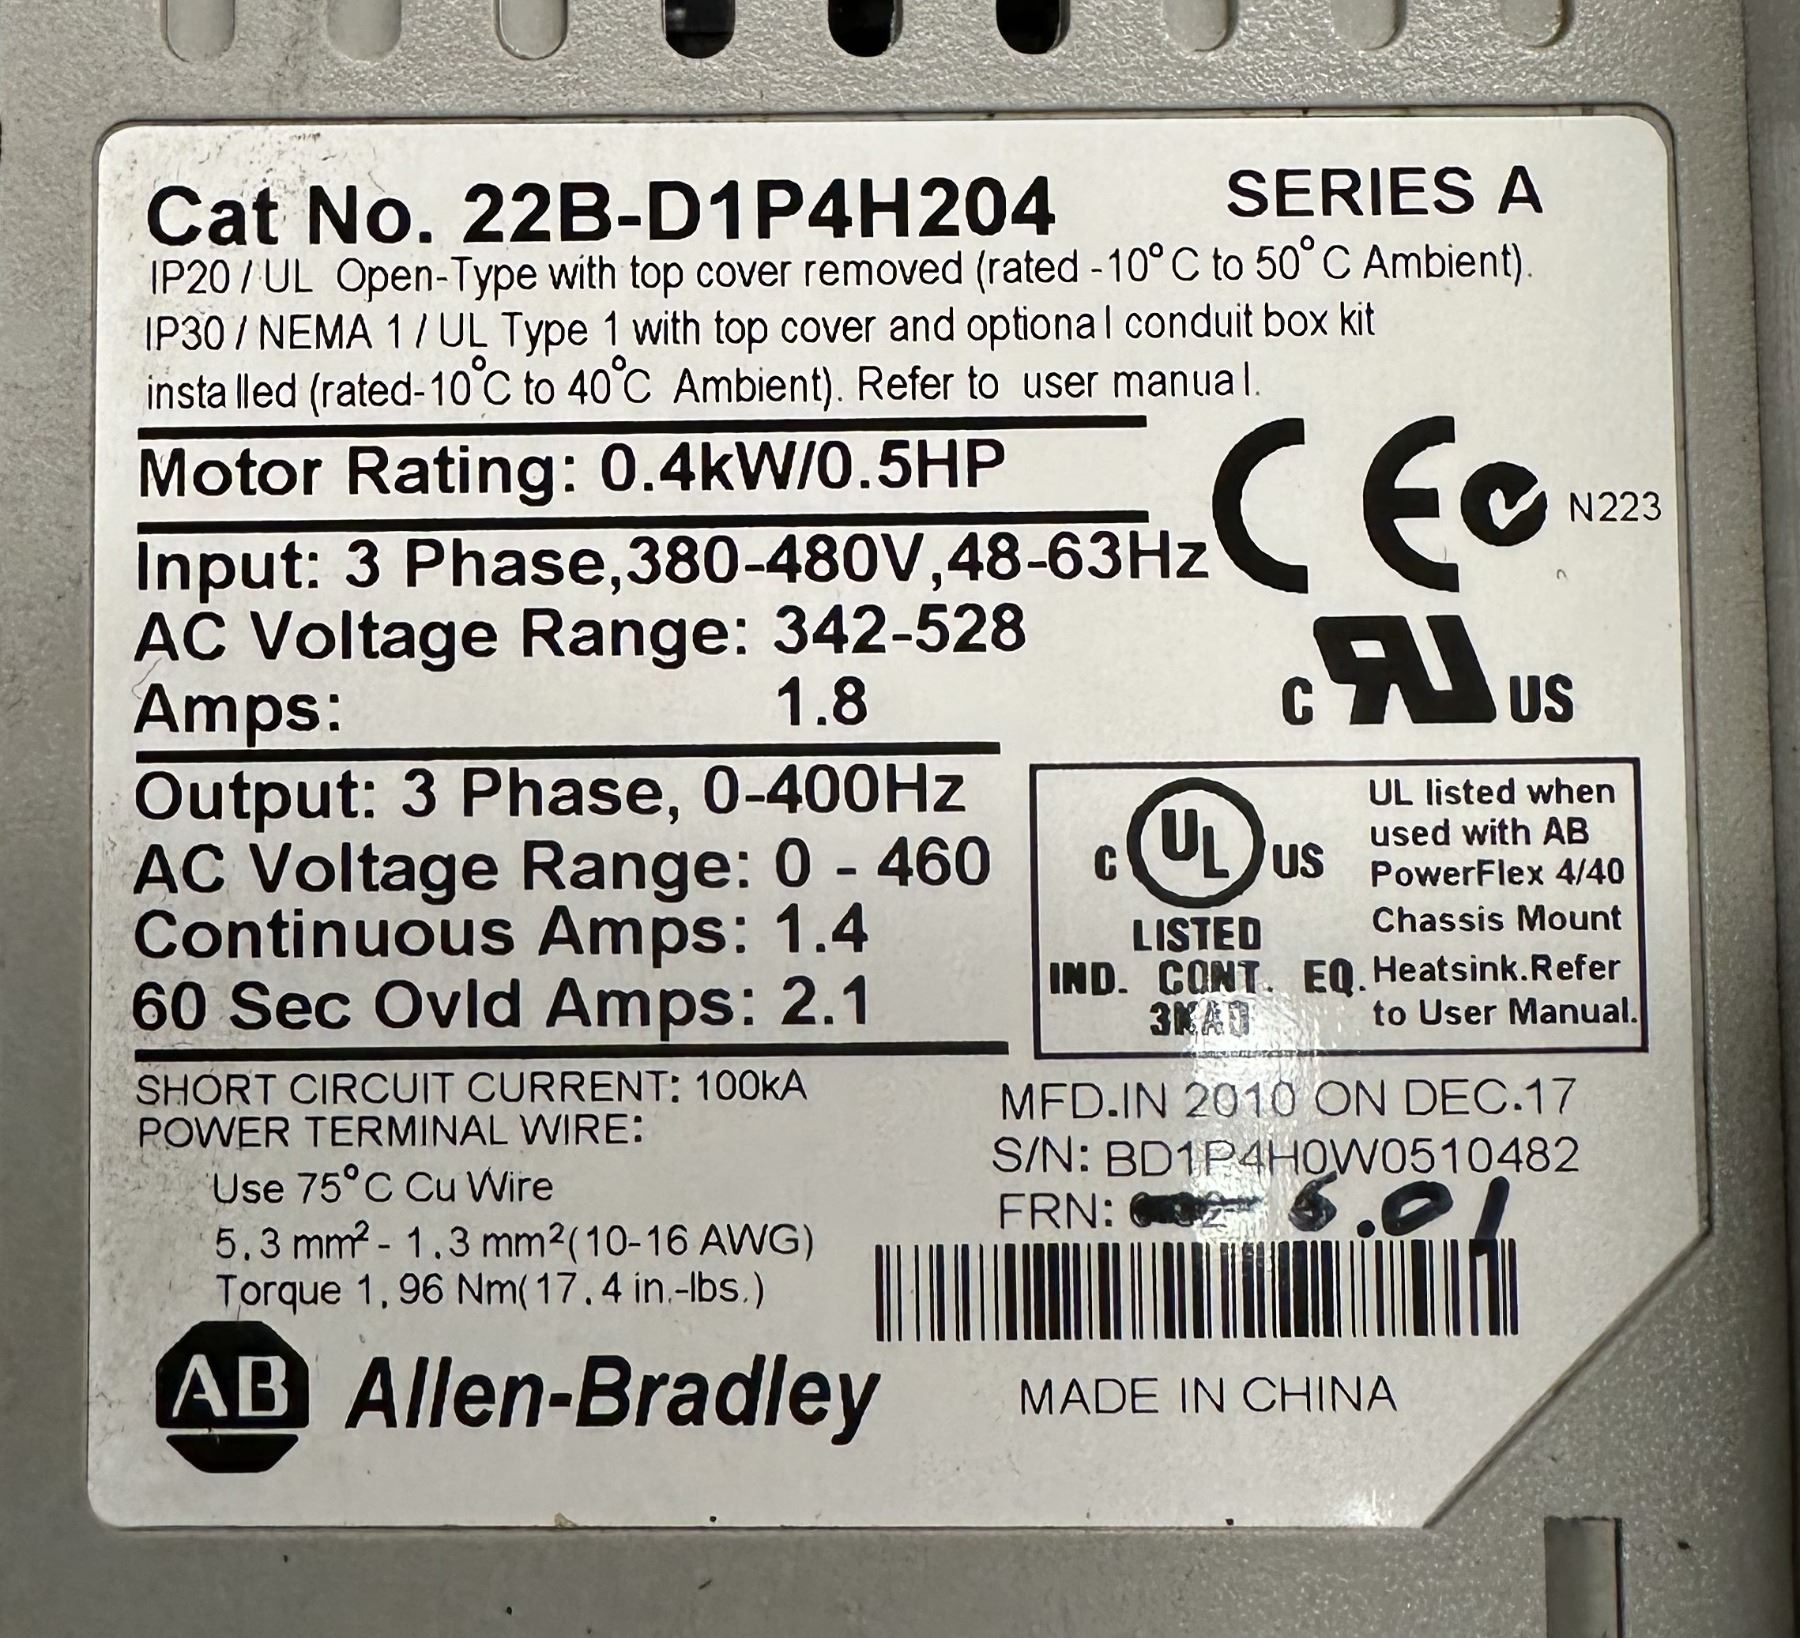 Cat No. 22B-D1P4H204 SERIES A
IP20 / UL Open-Type with top cover removed (rated -10°C to 50°C Ambient).
IP30 / NEMA 1 / UL Type 1 with top cover and optional conduit box kit
installed (rated-10°C to 40°C Ambient). Refer to user manual.
Motor Rating: 0.4kW/0.5HP
CE N223
Input: 3 Phase,380-480V,48-63Hz
AC Voltage Range: 342-528
Amps: 1.8
C RU US
Output: 3 Phase, 0-400Hz
AC Voltage Range: 0 - 460
Continuous Amps: 1.4
60 Sec Ovld Amps: 2.1
C UL US
LISTED
IND. CONT. EQ.
UL listed when
used with AB
PowerFlex 4/40
Chassis Mount
Heatsink.Refer
to User Manual.
SHORT CIRCUIT CURRENT: 100kA
POWER TERMINAL WIRE:
Use 75°C Cu Wire
5.3 mm² - 1.3 mm²(10-16 AWG)
Torque 1.96 Nm(17.4 in.-lbs.)
MFD.IN 2010 ON DEC.17
S/N: BD1P4H0W0510482
FRN: 6.01
AB Allen-Bradley
MADE IN CHINA